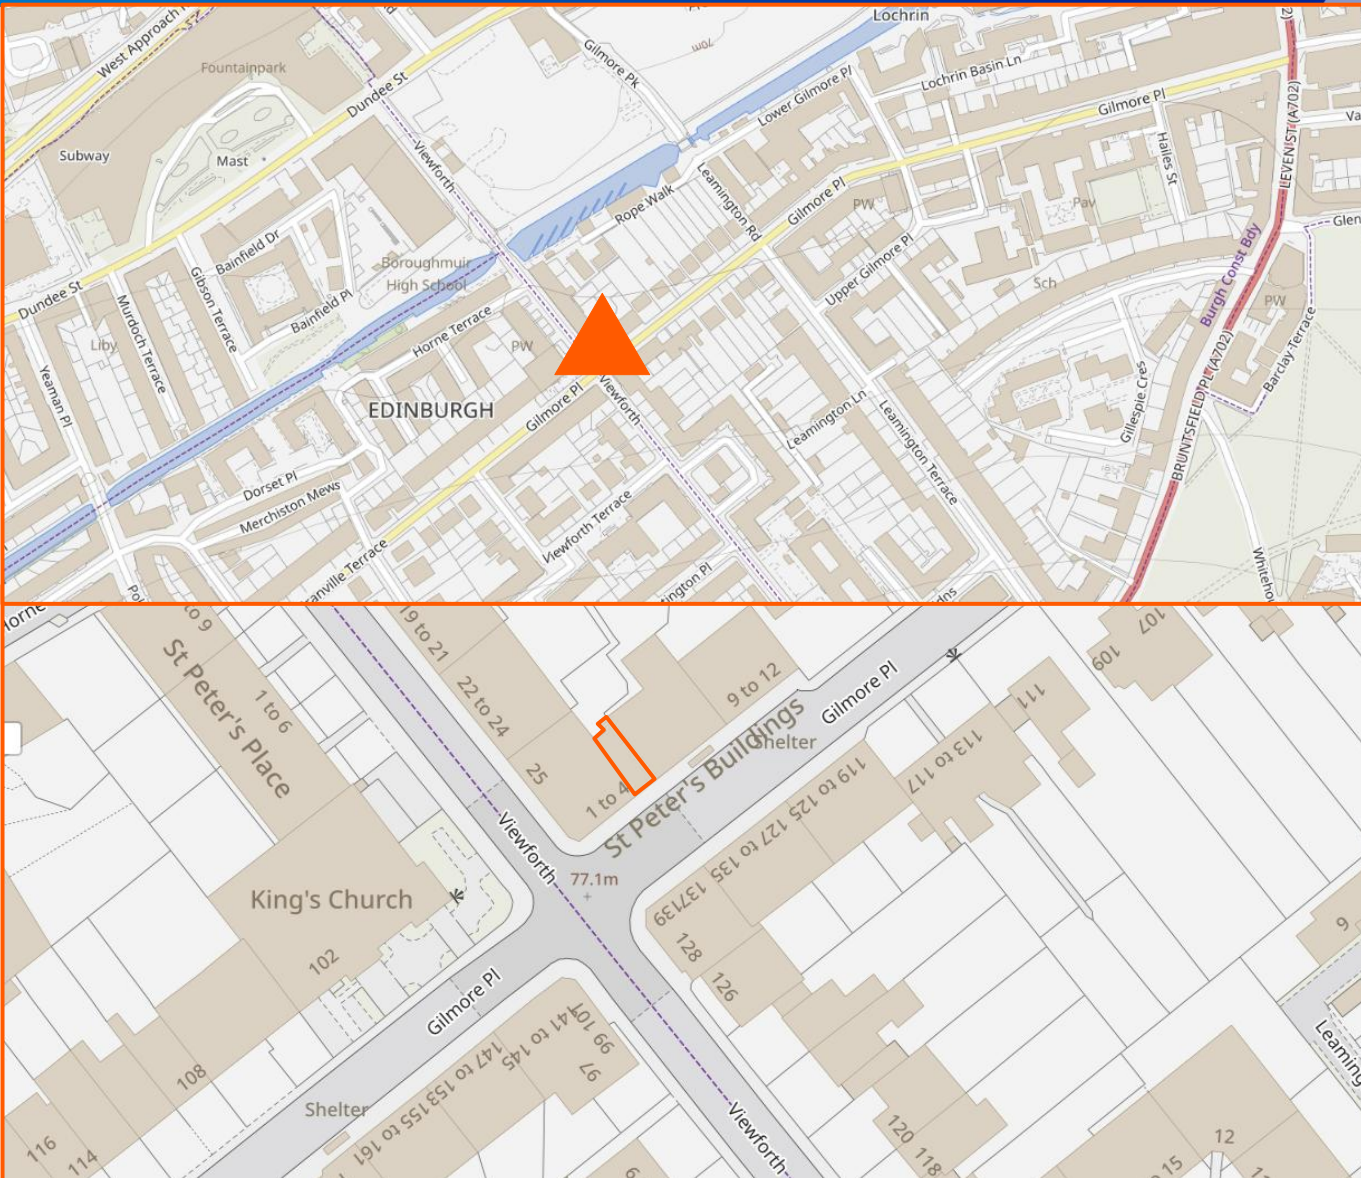 Lochrin
West Approach R
Fountainpark
Gilmore Pk
70m
Dundee St
Lower Gilmore Pl
Lochrin Basin Ln
Gilmore Pl
LEVEN ST (A702)
Va
Subway
Mast
Viewforth
Hailes St
Leamington Rd
Rope Walk
Gilmore Pl
PW
Pav
Glen
Bainfield Dr
Boroughmuir
High School
Upper Gilmore Pl
Sch
Burgh Const Bdy
PW
Dundee St
Gibson Terrace
Murdoch Terrace
Bainfield Pl
Horne Terrace
PW
Liby
Barclay Terrace
Yeaman Pl
EDINBURGH
Gilmore Pl
Viewforth
Leamington Ln
Leamington Terrace
Gillespie Cres
BRUNTSFIELD PL (A702)
Dorset Pl
Merchiston Mews
Viewforth Terrace
anville Terrace
ington Pl
Whitehou
Pol
dns
Horne
to 9
St Peter's Place
1 to 6
19 to 21
22 to 24
25
9 to 12
1 to 4
Gilmore Pl
Shelter
St Peter's Buildings
107
109
111
113 to 117
119 to 125
127 to 135
137
139
Viewforth
77.1m
King's Church
102
128
126
Gilmore Pl
108
116
114
Shelter
141 to 145
147 to 153
155 to 161
101
99
97
Viewforth
120
118
12
15
9
6
Leaming